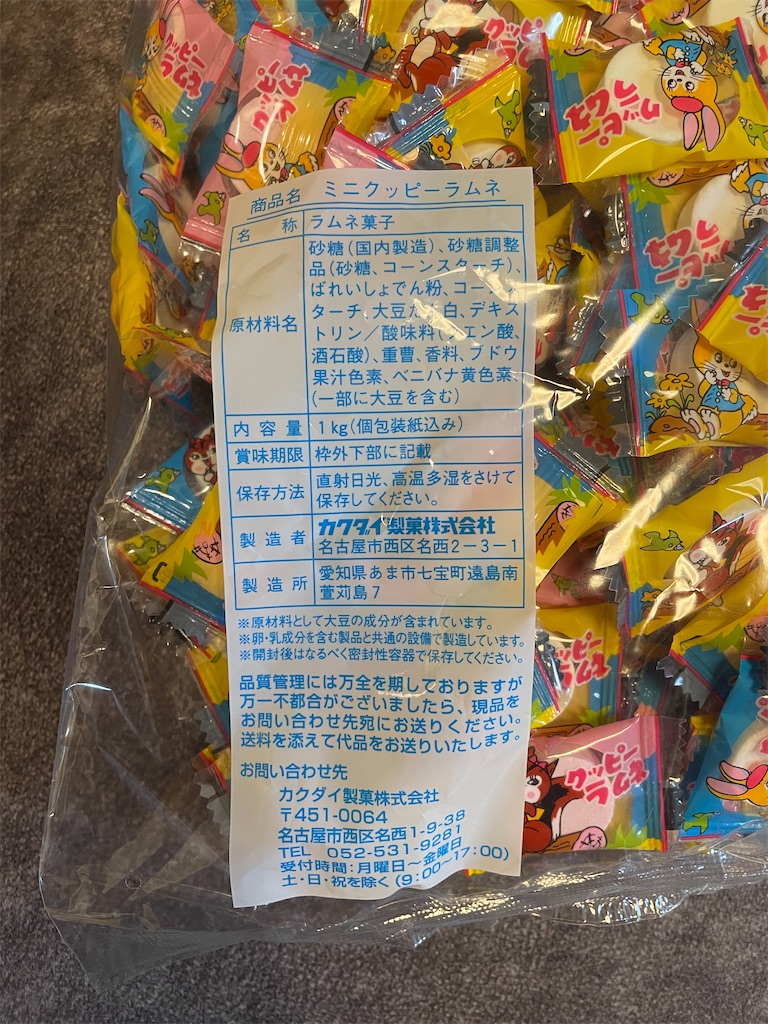 商品名 ミニクッピーラムネ
名称 ラムネ菓子
原材料名
砂糖(国内製造)、砂糖調整
品(砂糖、コーンスターチ)、
ばれいしょでん粉、コーン
ターチ、大豆たん白、デキス
トリン/酸味料(クエン酸、
酒石酸)、重曹、香料、ブドウ
果汁色素、ベニバナ黄色素、
(一部に大豆を含む)
内容量 1kg(個包装紙込み)
賞味期限 枠外下部に記載
保存方法
直射日光、高温多湿をさけて
保存してください。
製造者
カクダイ製菓株式会社
名古屋市西区名西2-3-1
製造所
愛知県あま市七宝町遠島南
萱苅島7
※原材料として大豆の成分が含まれています。
※卵・乳成分を含む製品と共通の設備で製造しています。
※開封後はなるべく密封性容器で保存してください。
品質管理には万全を期しておりますが
万一不都合がございましたら、現品を
お問い合わせ先宛にお送りください。
送料を添えて代品をお送りいたします。
お問い合わせ先
カクダイ製菓株式会社
〒451-0064
名古屋市西区名西1-9-38
TEL 052-531-9281
受付時間:月曜日~金曜日
土・日・祝を除く(9:00~17:00)
クッピー
ラムネ
クッピー
ラムネ
クッピー
ラムネ
クッピー
ラムネ